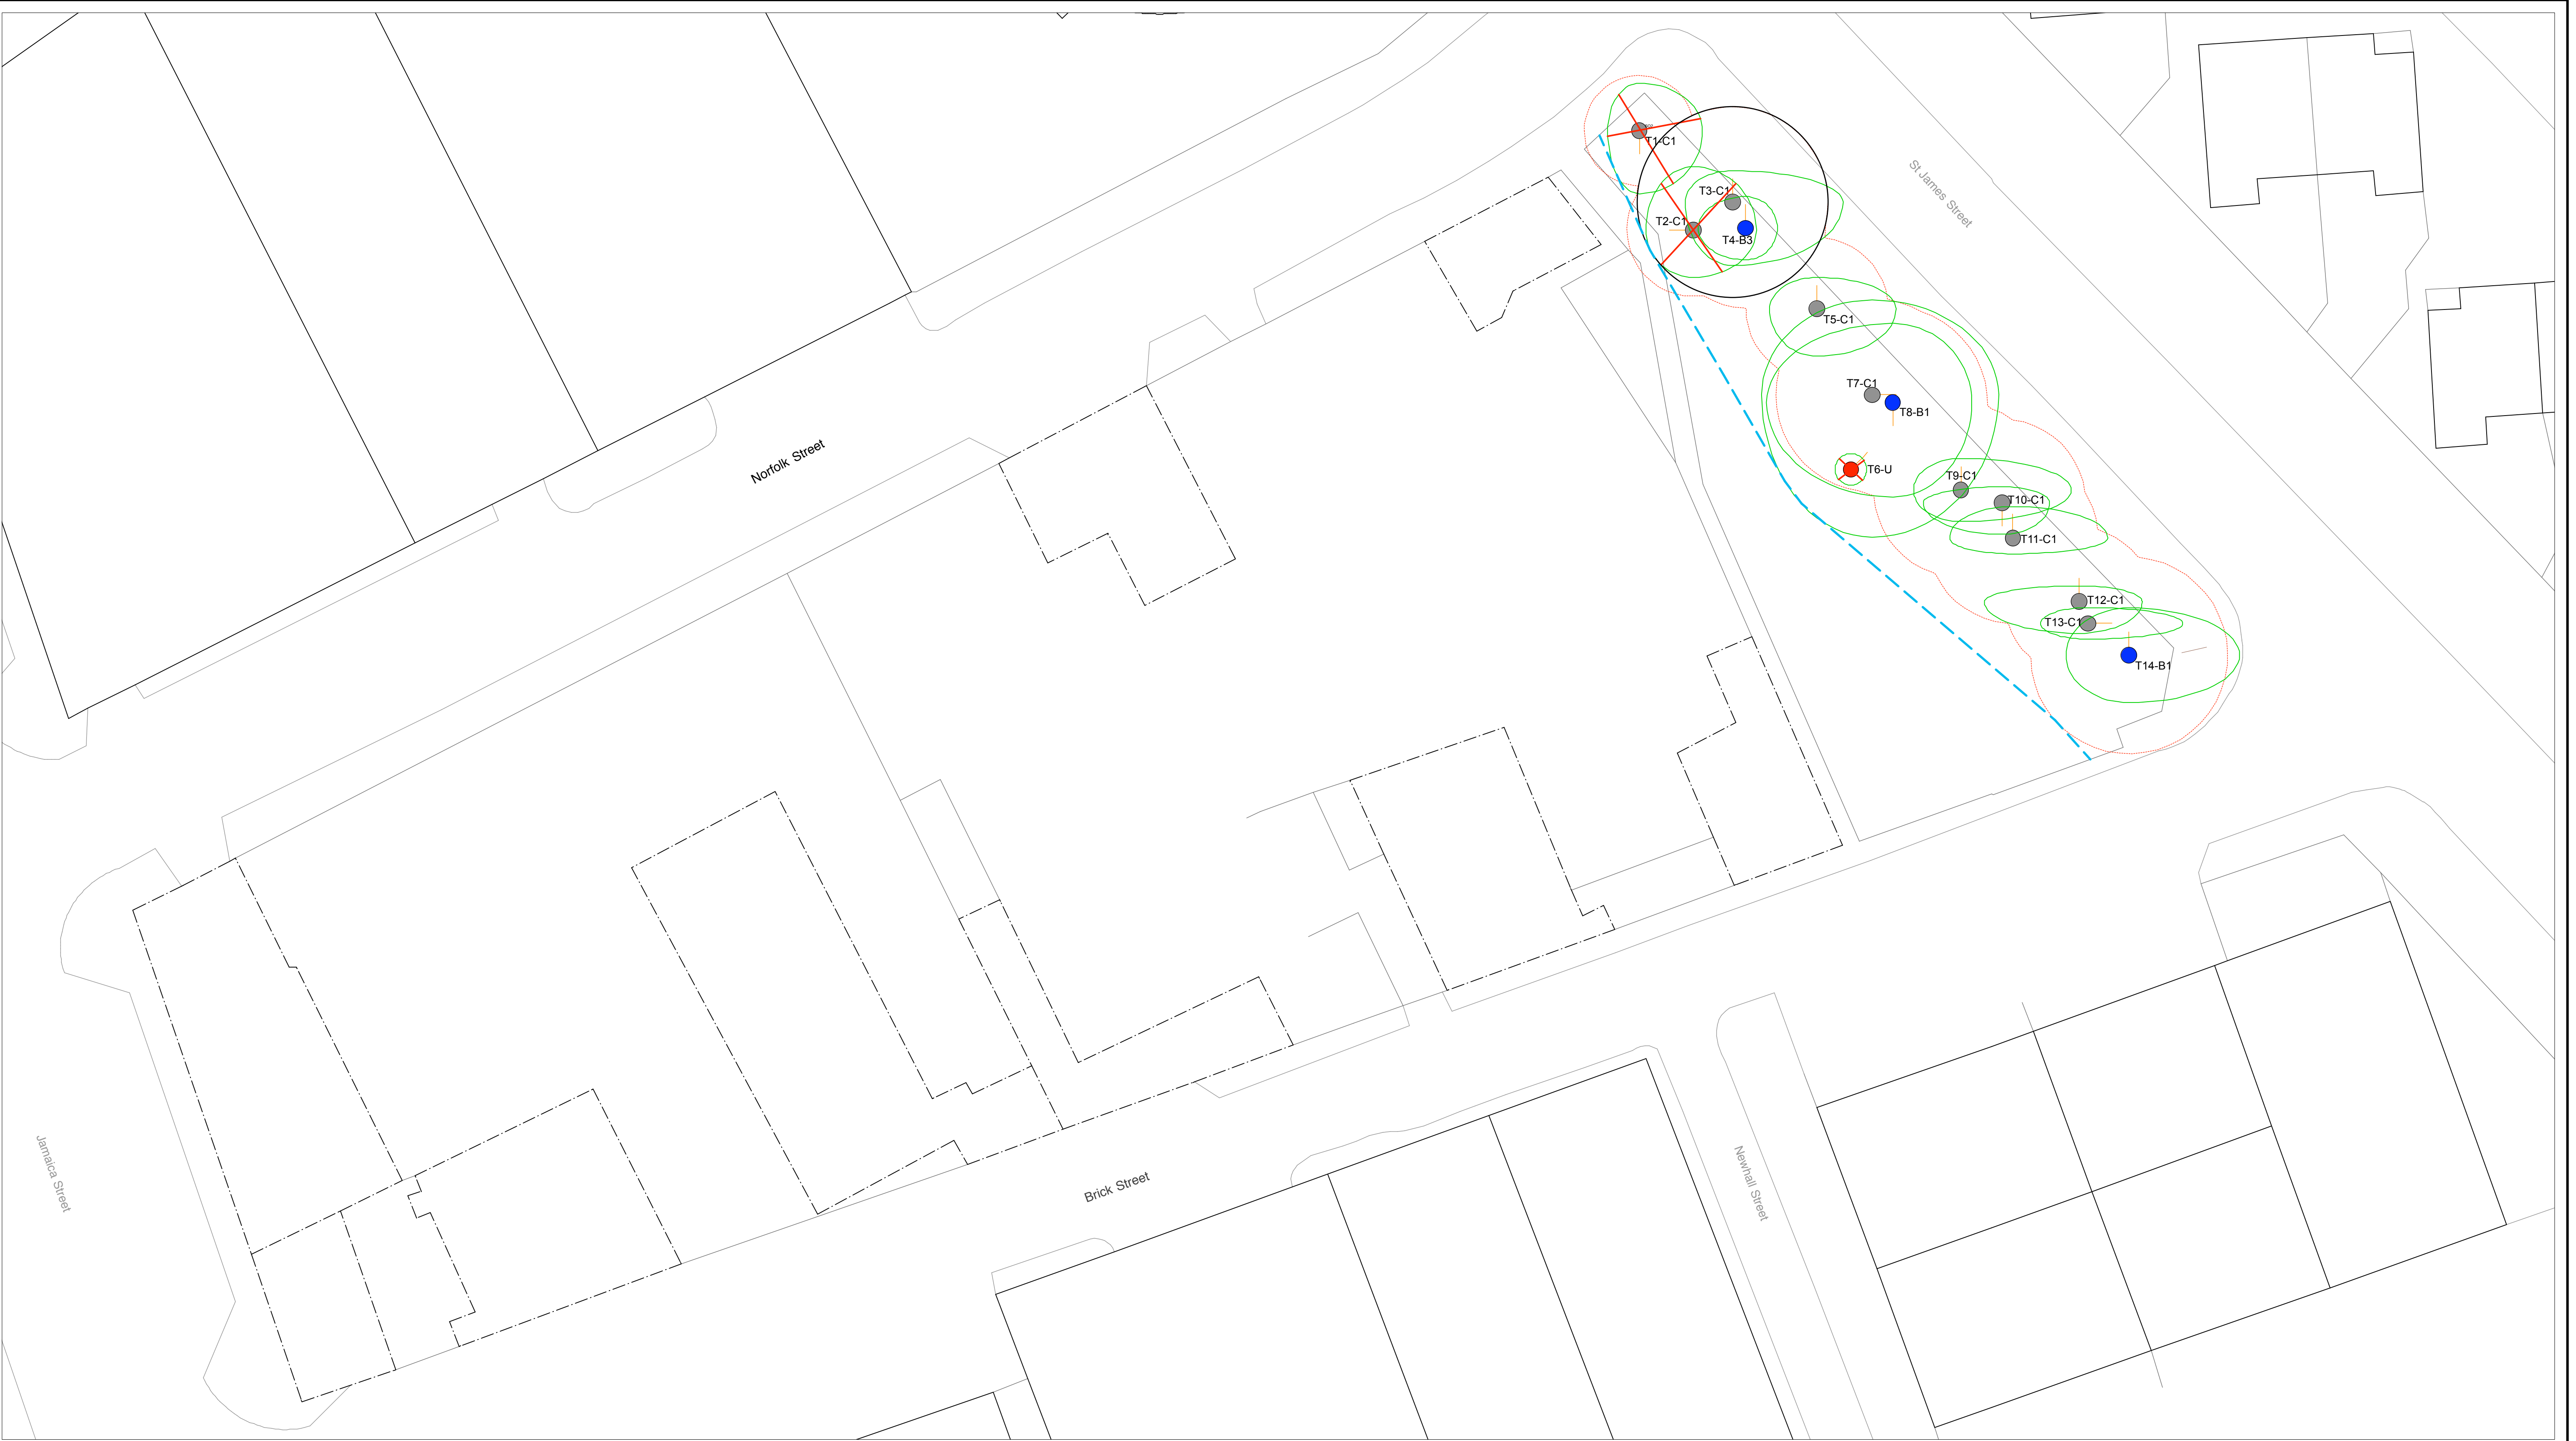 T1-C1
St James Street
T3-C1
T2-C1
T4-B3
T5-C1
T7-C1
T8-B1
Norfolk Street
T6-U
T9-C1
T10-C1
T11-C1
T12-C1
T13-C1
T14-B1
Jamaica Street
Brick Street
Newhall Street